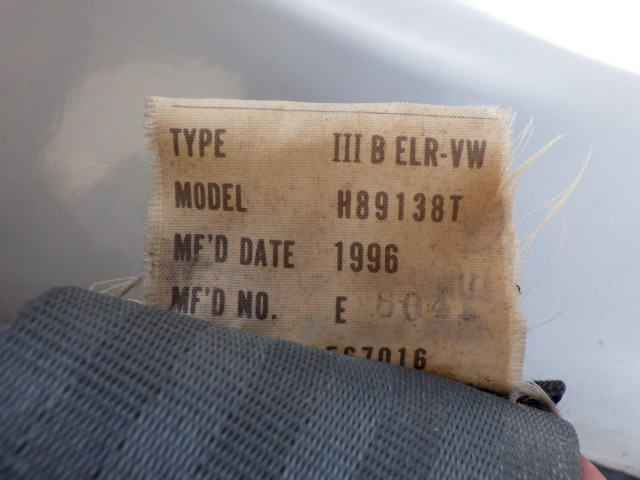 TYPE III B ELR-VW
MODEL H89138T
MF'D DATE 1996
MF'D NO. E